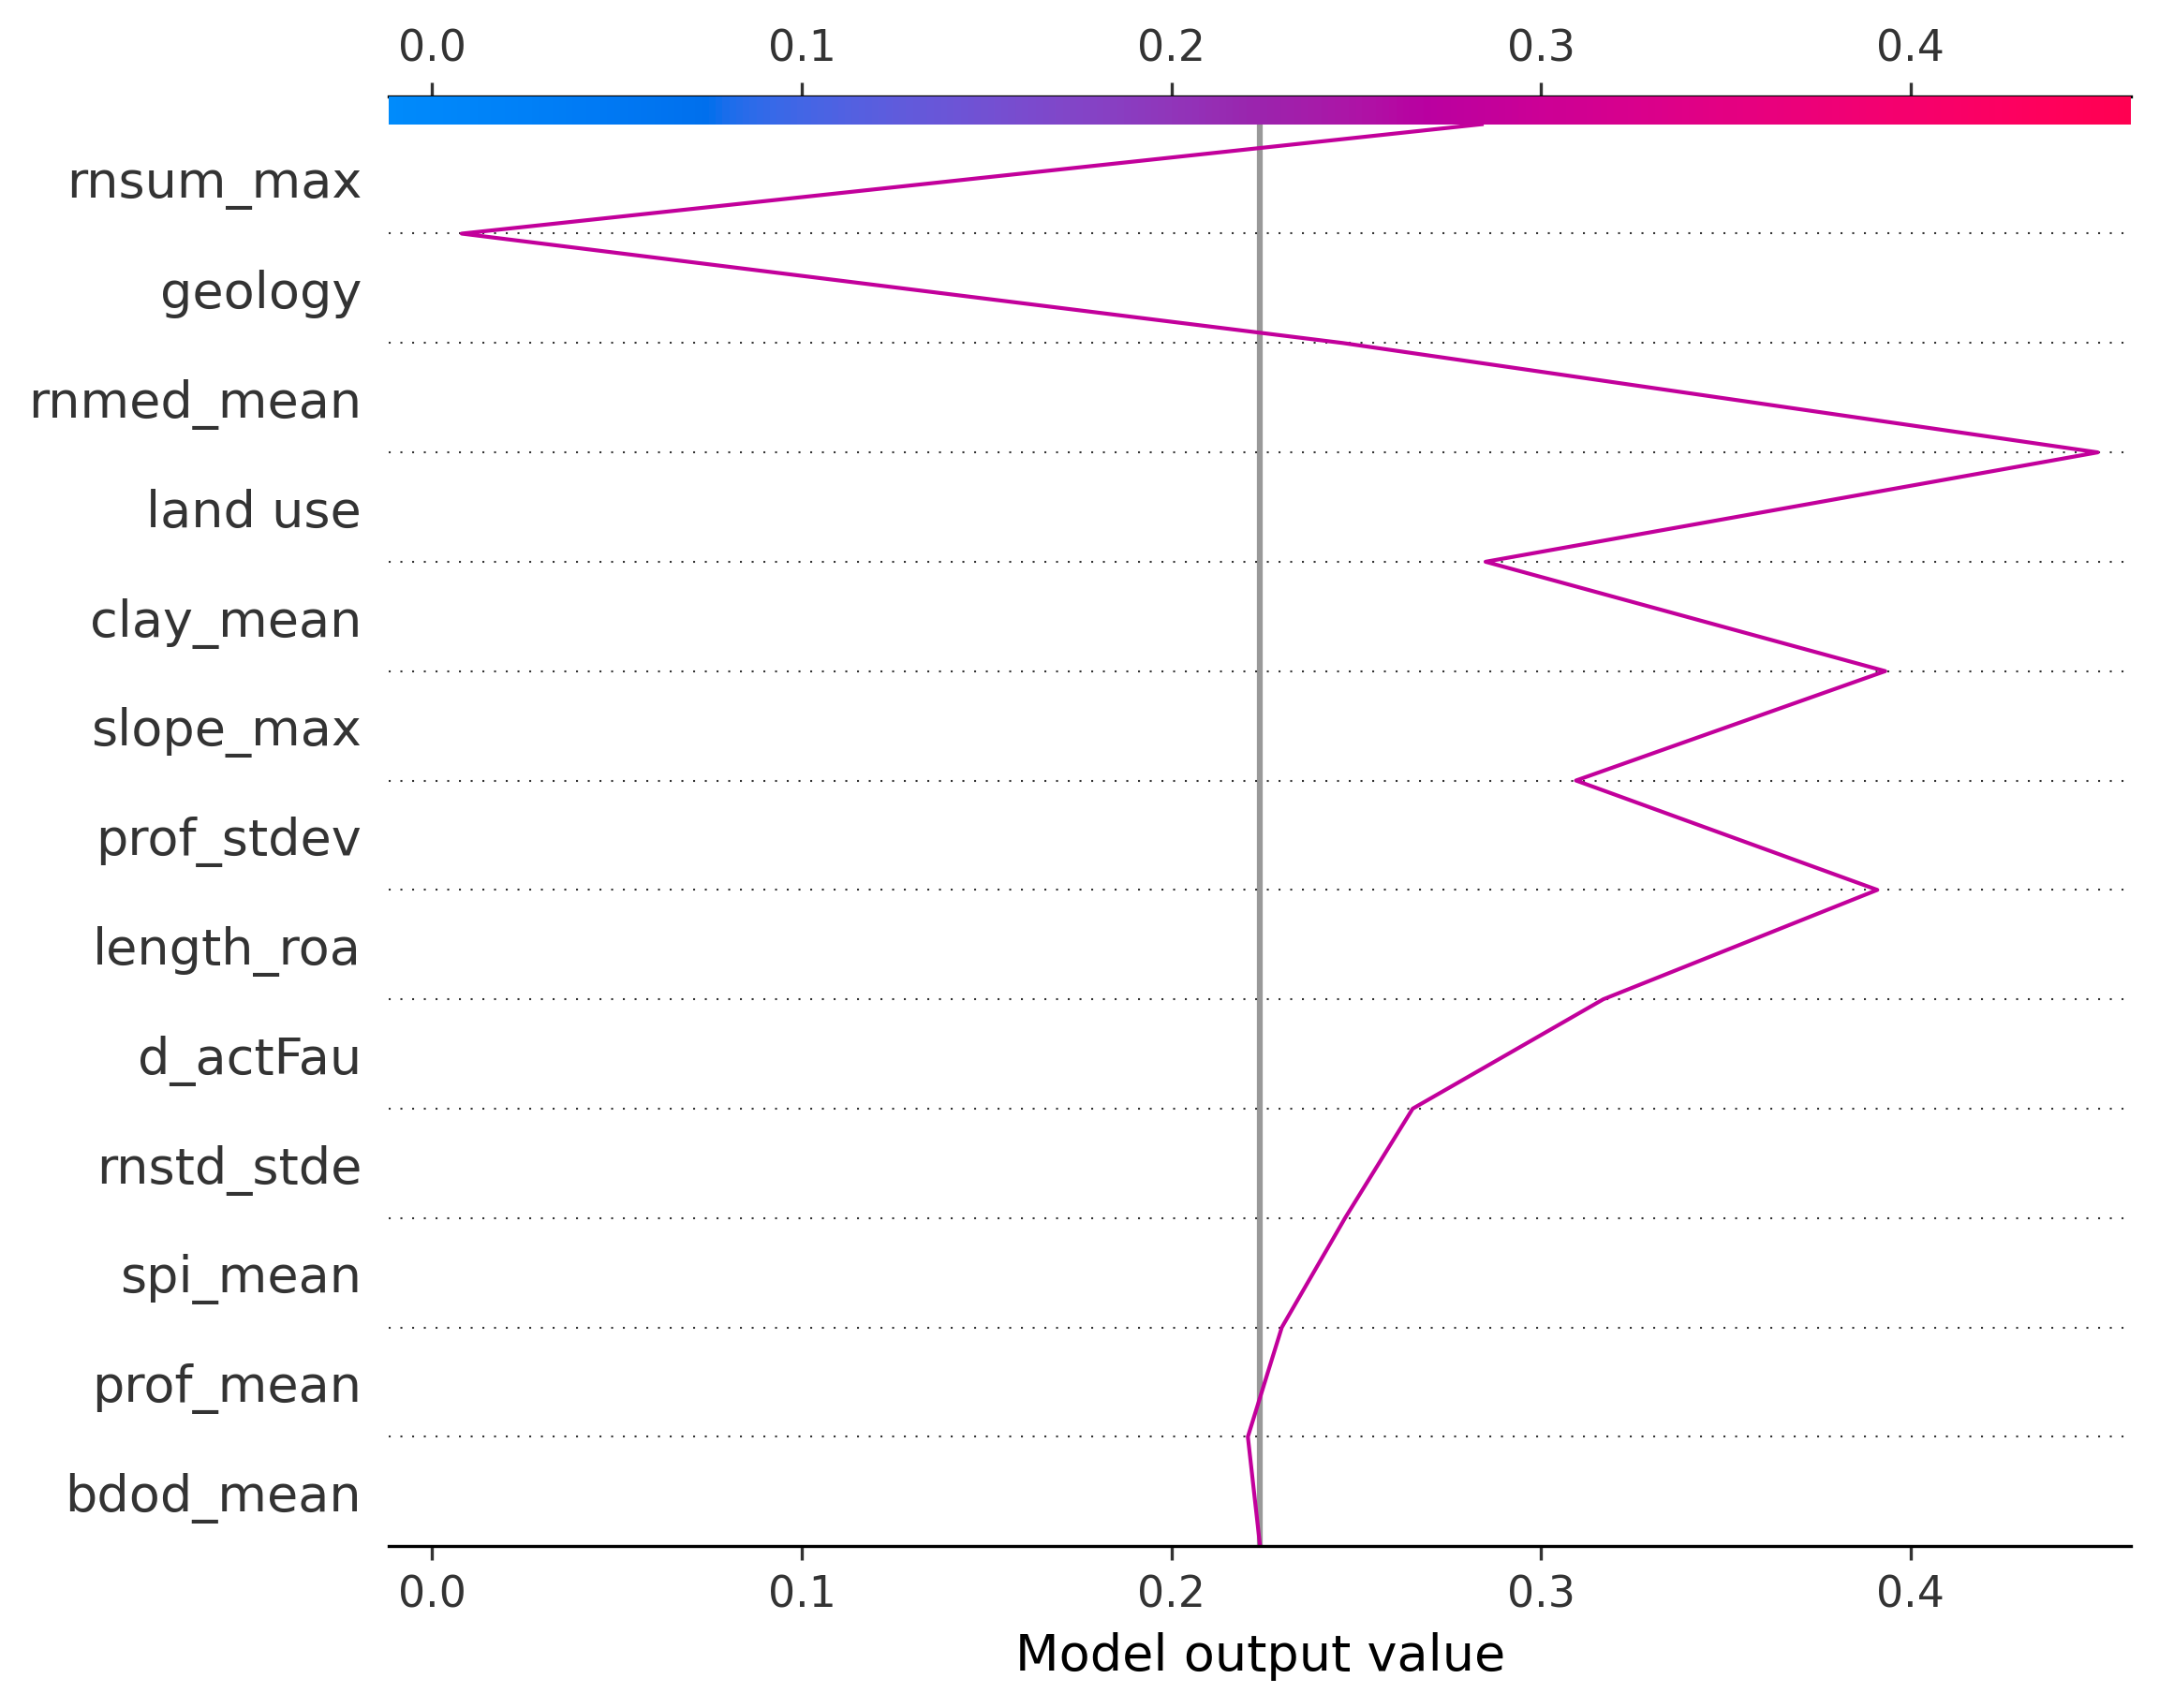 0.0 0.1 0.2 0.3 0.4
rnsum_max
geology
rnmed_mean
land use
clay_mean
slope_max
prof_stdev
length_roa
d_actFau
rnstd_stde
spi_mean
prof_mean
bdod_mean
0.0 0.1 0.2 0.3 0.4
Model output value